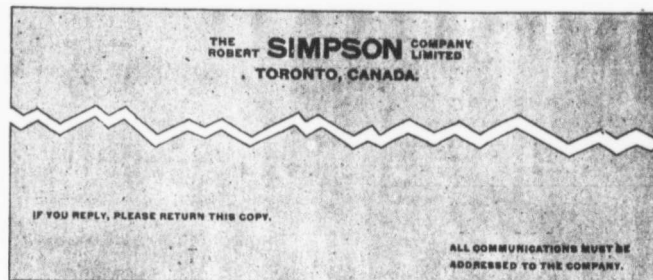 THE ROBERT SIMPSON COMPANY LIMITED
TORONTO, CANADA.
IF YOU REPLY, PLEASE RETURN THIS COPY.
ALL COMMUNICATIONS MUST BE
ADDRESSED TO THE COMPANY.